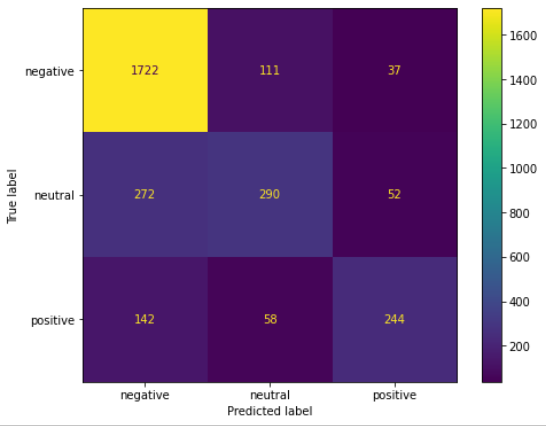 negative 1722 111 37
neutral 272 290 52
positive 142 58 244
negative neutral positive
Predicted label
True label
1600
1400
1200
1000
800
600
400
200